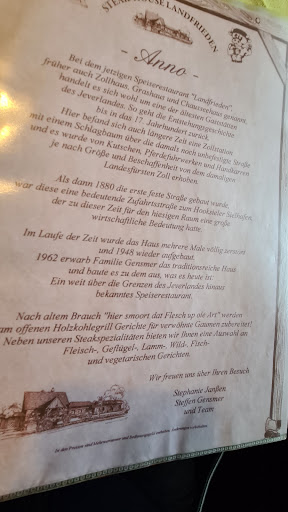 STEAKHOUSE LANDFRIEDEN
- Anno -
Bei dem jetzigen Speiserestaurant "Landfrieden",
früher auch Zollhaus, Grashaus und Chausseehaus genannt,
handelt es sich wohl um eine der ältesten Gaststätten
des Jeverlandes. So geht die Entstehungsgeschichte
bis in das 17. Jahrhundert zurück.
Hier befand sich auch längere Zeit eine Zollstation
mit einem Schlagbaum über die damals noch unbefestigte Straße
und es wurde von Kutschen, Pferdefuhrwerken und Handkarren
je nach Größe und Beschaffenheit von dem damaligen
Landesfürsten Zoll erhoben.
Als dann 1880 die erste feste Straße gebaut wurde,
war diese eine bedeutende Zufahrtsstraße zum Hooksieler Sielhafen,
der zu dieser Zeit für den hiesigen Raum eine große
wirtschaftliche Bedeutung hatte.
Im Laufe der Zeit wurde das Haus mehrere Male völlig zerstört
und 1948 wieder aufgebaut.
1962 erwarb Familie Gensmer das traditionsreiche Haus
und baute es zu dem aus, was es heute ist:
Ein weit über die Grenzen des Jeverlandes hinaus
bekanntes Speiserestaurant.
Nach altem Brauch "hier smoort dat Flesch up ole Art" werden
am offenen Holzkohlegrill Gerichte für verwöhnte Gaumen zubereitet!
Neben unseren Steakspezialitäten bieten wir Ihnen eine Auswahl an
Fleisch-, Geflügel-, Lamm-, Wild-, Fisch-
und vegetarischen Gerichten.
Wir freuen uns über Ihren Besuch
Stephanie Janßen
Steffen Gensmer
und Team